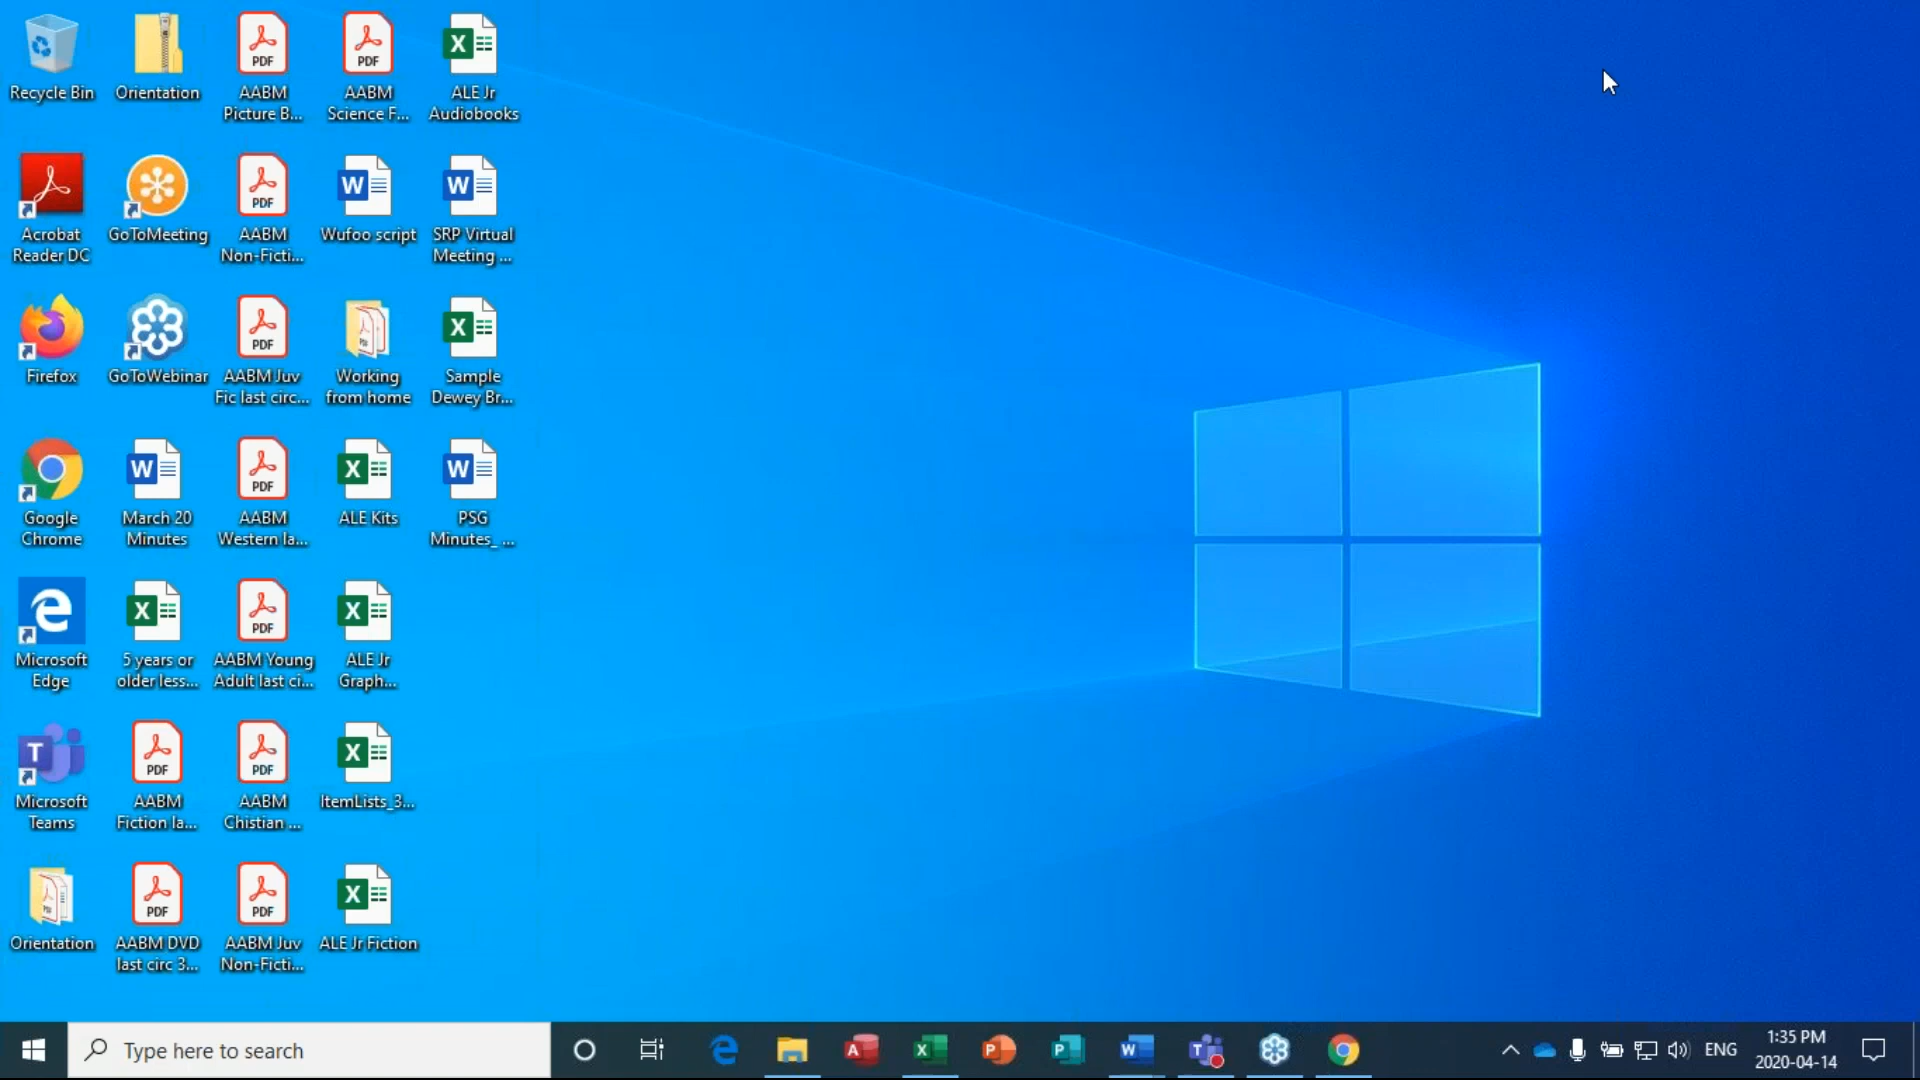 Recycle Bin
Orientation
AABM
Picture B...
AABM
Science F...
ALE Jr
Audiobooks
PDF
PDF
X
Acrobat
Reader DC
GoToMeeting
AABM
Non-Ficti...
Wufoo script
SRP Virtual
Meeting ...
PDF
W
W
Firefox
GoToWebinar
AABM Juv
Fic last circ...
Working
from home
Sample
Dewey Br...
PDF
X
Google
Chrome
March 20
Minutes
AABM
Western la...
ALE Kits
PSG
Minutes_ ...
W
PDF
X
W
Microsoft
Edge
5 years or
older less...
AABM Young
Adult last ci...
ALE Jr
Graph...
X
PDF
X
Microsoft
Teams
AABM
Fiction la...
AABM
Chistian ...
ItemLists_3...
T
PDF
PDF
X
Orientation
AABM DVD
last circ 3...
AABM Juv
Non-Ficti...
ALE Jr Fiction
PDF
PDF
X
Type here to search
A
X
P
P
W
T
ENG
1:35 PM
2020-04-14